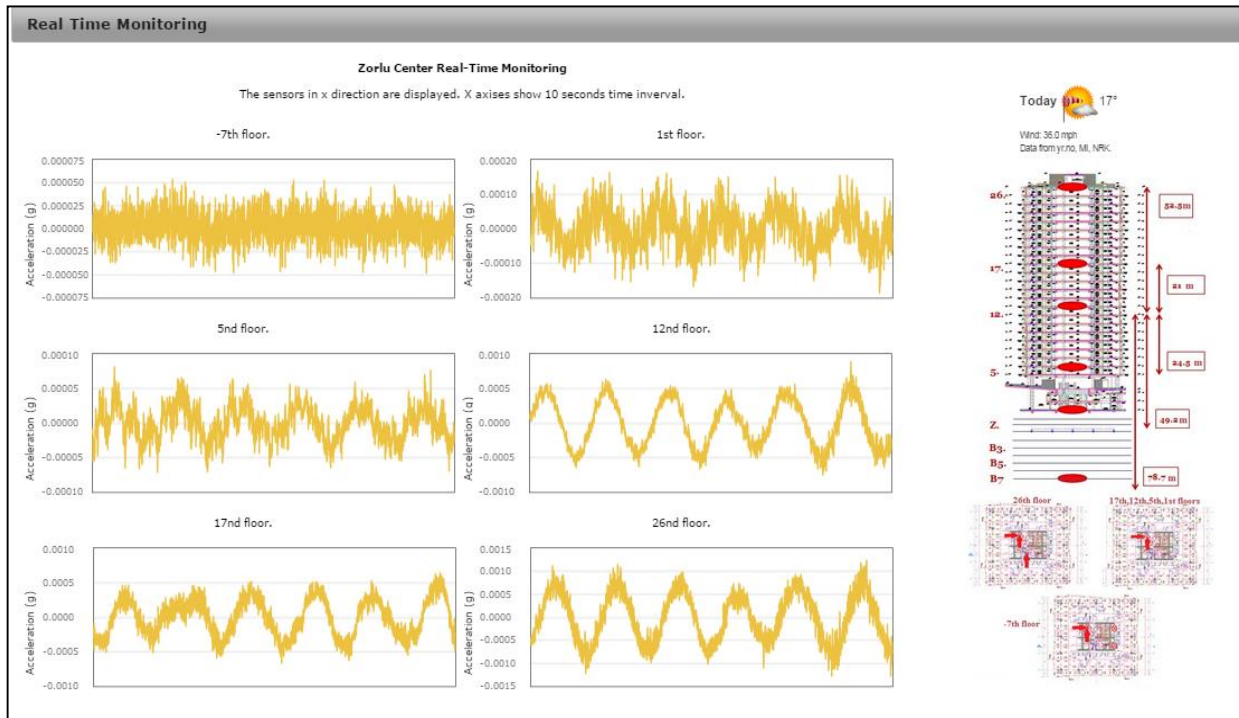 Real Time Monitoring
Zorlu Center Real-Time Monitoring
The sensors in x direction are displayed. X axises show 10 seconds time inverval.
-7th floor.
0.000075
0.000050
0.000025
0.000000
-0.000025
-0.000050
-0.000075
Acceleration (g)
1st floor.
0.00020
0.00010
0.00000
-0.00010
-0.00020
Acceleration (g)
5nd floor.
0.00010
0.00005
0.00000
-0.00005
-0.00010
Acceleration (g)
12nd floor.
0.0010
0.0005
0.0000
-0.0005
-0.0010
Acceleration (g)
17nd floor.
0.0010
0.0005
0.0000
-0.0005
-0.0010
Acceleration (g)
26nd floor.
0.0015
0.0010
0.0005
0.0000
-0.0005
-0.0010
-0.0015
Acceleration (g)
Today 17°
Wind: 36.0 mph
Data from yr.no, MI, NRK.
26.
52.5m
17.
21 m
12.
5.
24.5 m
Z.
49.2m
B3.
B5.
B7
78.7 m
26th floor
17th,12th,5th,1st floors
-7th floor